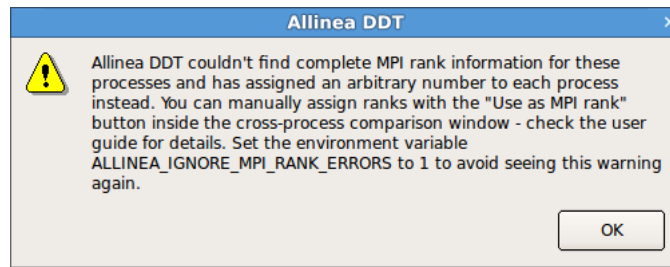 Allinea DDT
Allinea DDT couldn't find complete MPI rank information for these
processes and has assigned an arbitrary number to each process
instead. You can manually assign ranks with the "Use as MPI rank"
button inside the cross-process comparison window - check the user
guide for details. Set the environment variable
ALLINEA_IGNORE_MPI_RANK_ERRORS to 1 to avoid seeing this warning
again.
OK